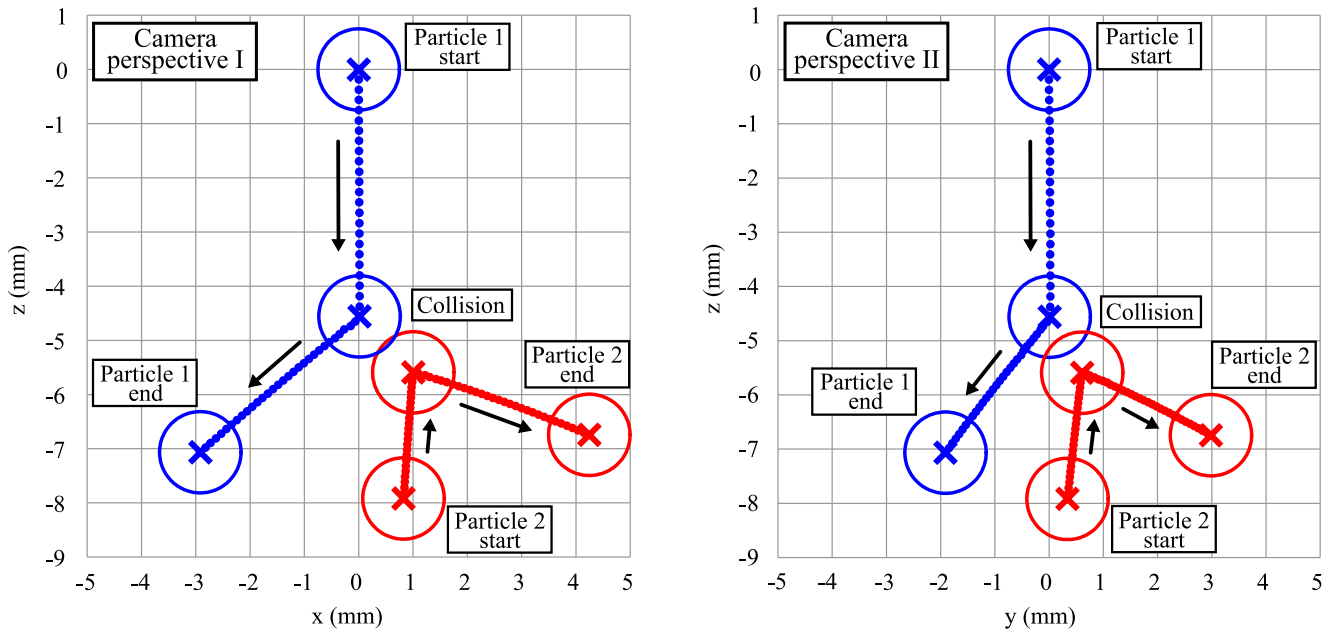 Camera
perspective I
Particle 1
start
Collision
Particle 1
end
Particle 2
end
Particle 2
start
0
-1
-2
-3
-4
-5
-6
-7
-8
-9
z (mm)
-5 -4 -3 -2 -1 0 1 2 3 4 5
x (mm)
Camera
perspective II
Particle 1
start
Collision
Particle 1
end
Particle 2
end
Particle 2
start
1
0
-1
-2
-3
-4
-5
-6
-7
-8
-9
z (mm)
-5 -4 -3 -2 -1 0 1 2 3 4 5
y (mm)
1